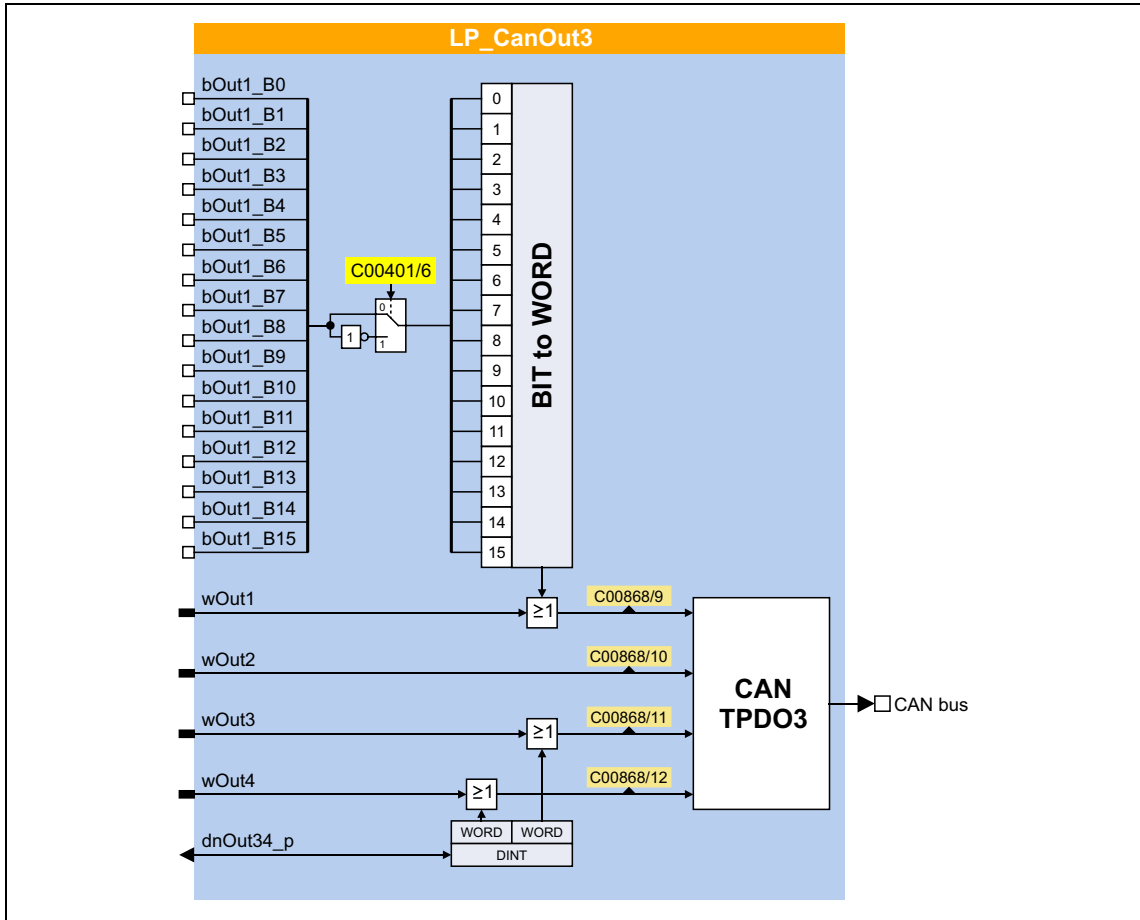 LP_CanOut3
bOut1_B0
bOut1_B1
bOut1_B2
bOut1_B3
bOut1_B4
bOut1_B5
bOut1_B6
bOut1_B7
bOut1_B8
bOut1_B9
bOut1_B10
bOut1_B11
bOut1_B12
bOut1_B13
bOut1_B14
bOut1_B15
C00401/6
0
1
1
0
1
2
3
4
5
6
7
8
9
10
11
12
13
14
15
BIT to WORD
wOut1
≥1
C00868/9
wOut2
C00868/10
wOut3
≥1
C00868/11
wOut4
≥1
C00868/12
CAN
TPDO3
CAN bus
dnOut34_p
WORD WORD
DINT